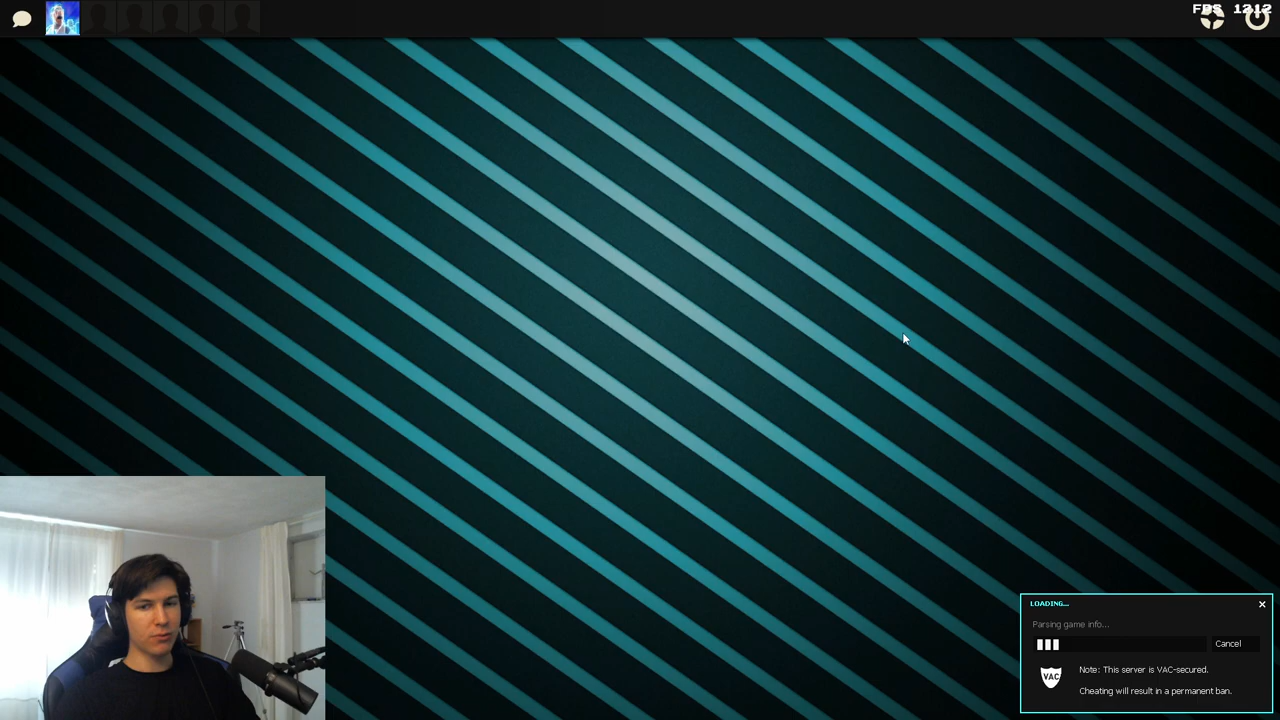 FPS 1212
LOADING...
Parsing game info...
Cancel
VAC
Note: This server is VAC-secured.
Cheating will result in a permanent ban.